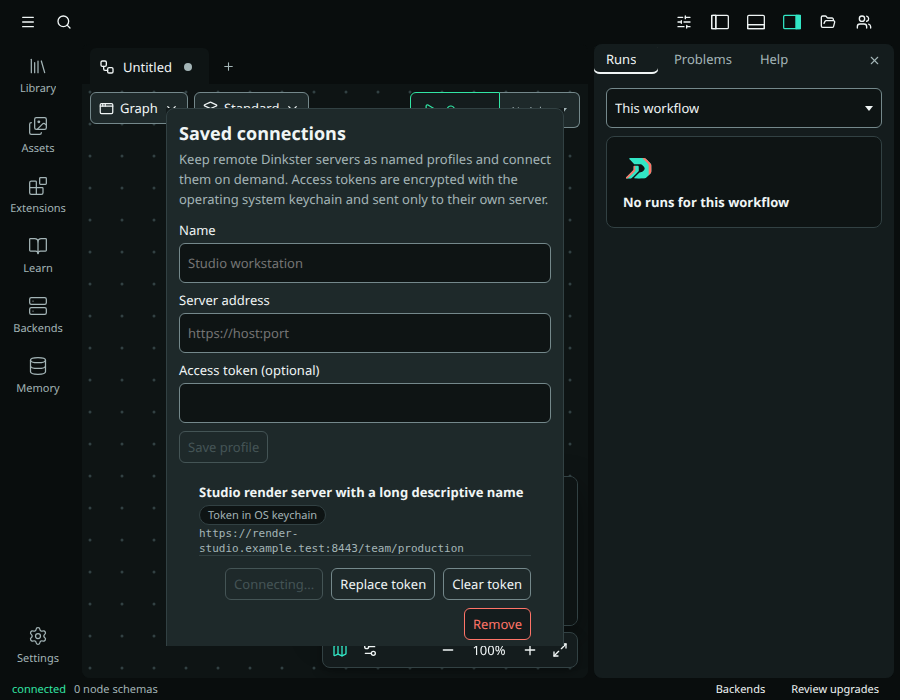 Untitled
Runs
Problems
Help
Library
Assets
Extensions
Learn
Backends
Memory
Settings
Graph
Standard
This workflow
No runs for this workflow
Saved connections
Keep remote Dinkster servers as named profiles and connect
them on demand. Access tokens are encrypted with the
operating system keychain and sent only to their own server.
Name
Studio workstation
Server address
https://host:port
Access token (optional)
Save profile
Studio render server with a long descriptive name
Token in OS keychain
https://render-
studio.example.test:8443/team/production
Connecting...
Replace token
Clear token
Remove
100%
connected
0 node schemas
Backends
Review upgrades